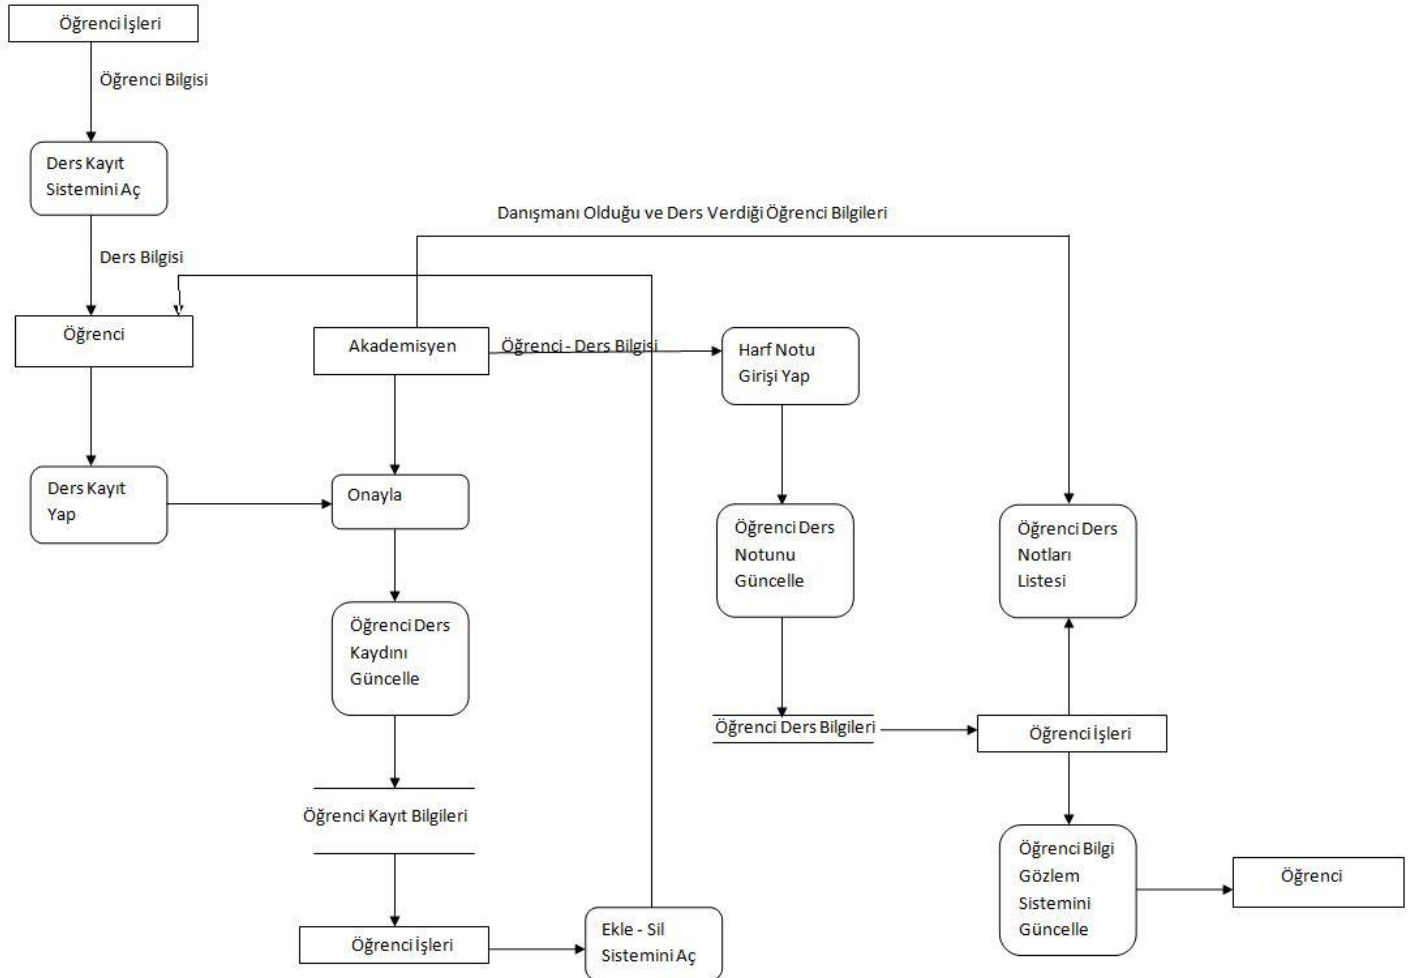 Öğrenci İşleri
Öğrenci Bilgisi
Ders Kayıt
Sistemini Aç
Danışmanı Olduğu ve Ders Verdiği Öğrenci Bilgileri
Ders Bilgisi
Öğrenci
Akademisyen
Öğrenci - Ders Bilgisi
Harf Notu
Girişi Yap
Ders Kayıt
Yap
Onayla
Öğrenci Ders
Notunu
Güncelle
Öğrenci Ders
Notları
Listesi
Öğrenci Ders
Kaydını
Güncelle
Öğrenci Ders Bilgileri
Öğrenci İşleri
Öğrenci Kayıt Bilgileri
Öğrenci Bilgi
Gözlem
Sistemini
Güncelle
Öğrenci
Öğrenci İşleri
Ekle - Sil
Sistemini Aç